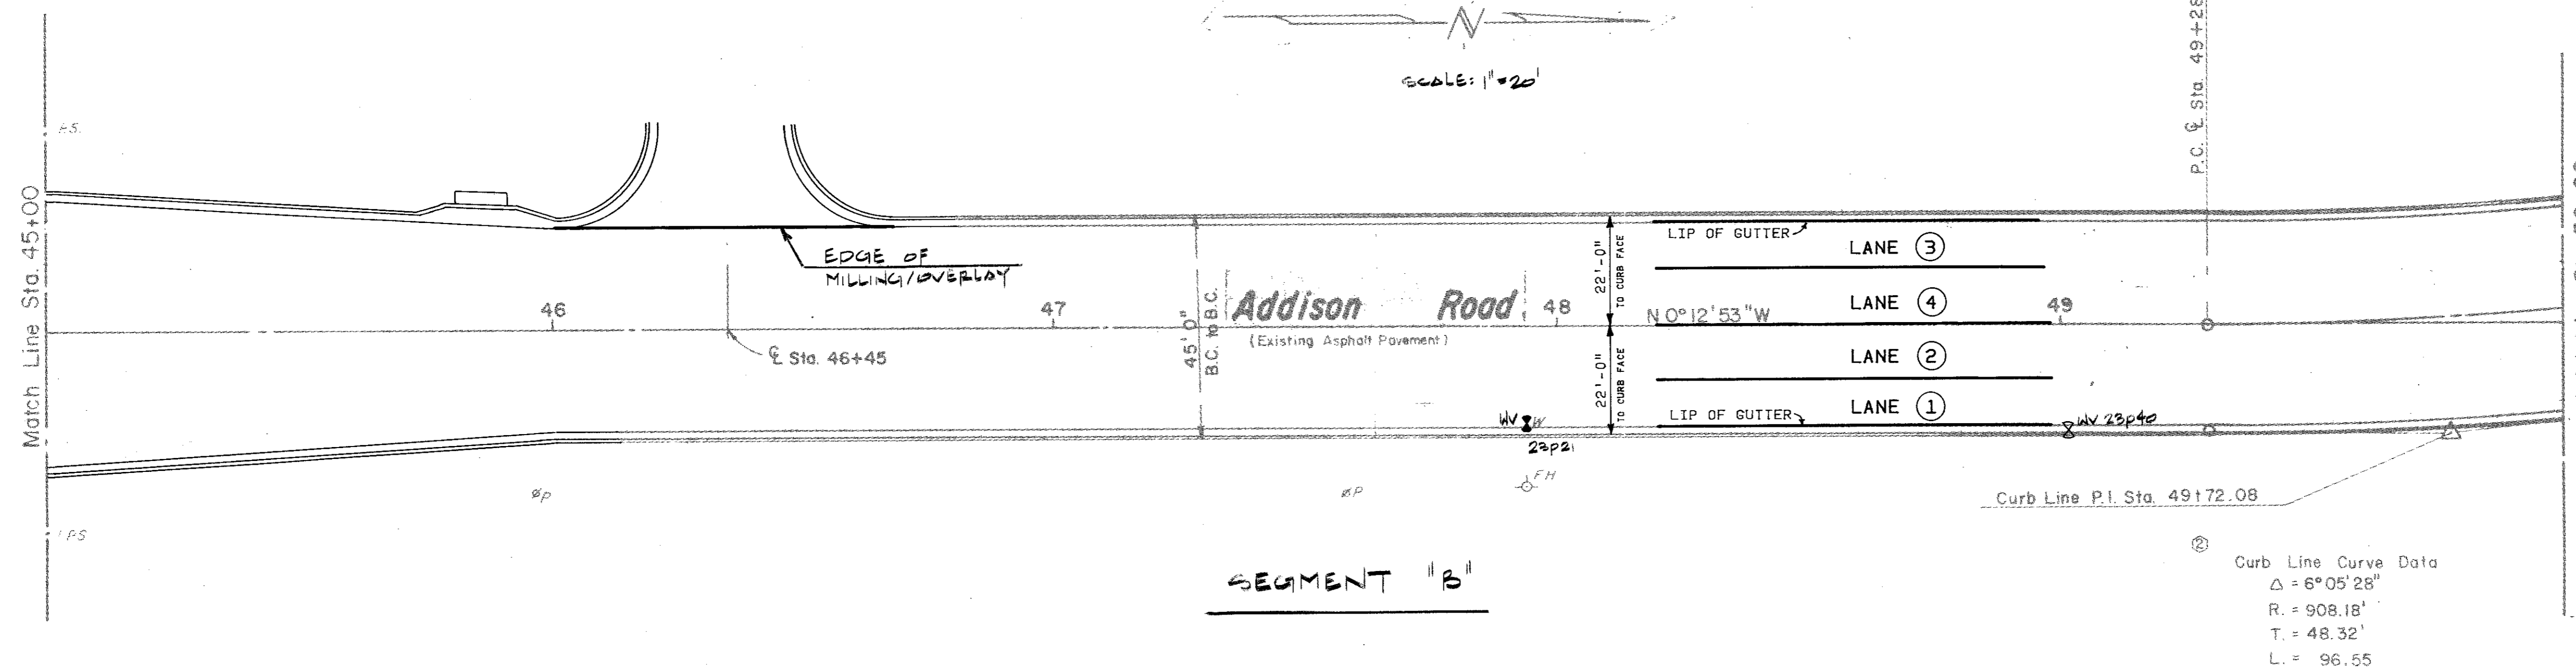 N
SCALE: 1"=20'
P.C. ℄ Sta. 49+28
Match Line Sta. 45+00
EDGE OF
MILLING/OVERLAY
46
47
48
49
℄ Sta. 46+45
45'0"
B.C. to B.C.
Addison Road
(Existing Asphalt Pavement)
22'-0"
TO CURB FACE
22'-0"
TO CURB FACE
N 0°12'53"W
LIP OF GUTTER
LANE 3
LANE 4
LANE 2
LANE 1
LIP OF GUTTER
WV
W
23p21
WV 23p40
FH
øP
øP
Curb Line P.I. Sta. 49+72.08
SEGMENT "B"
2
Curb Line Curve Data
Δ = 6°05'28"
R. = 908.18'
T. = 48.32'
L. = 96.55